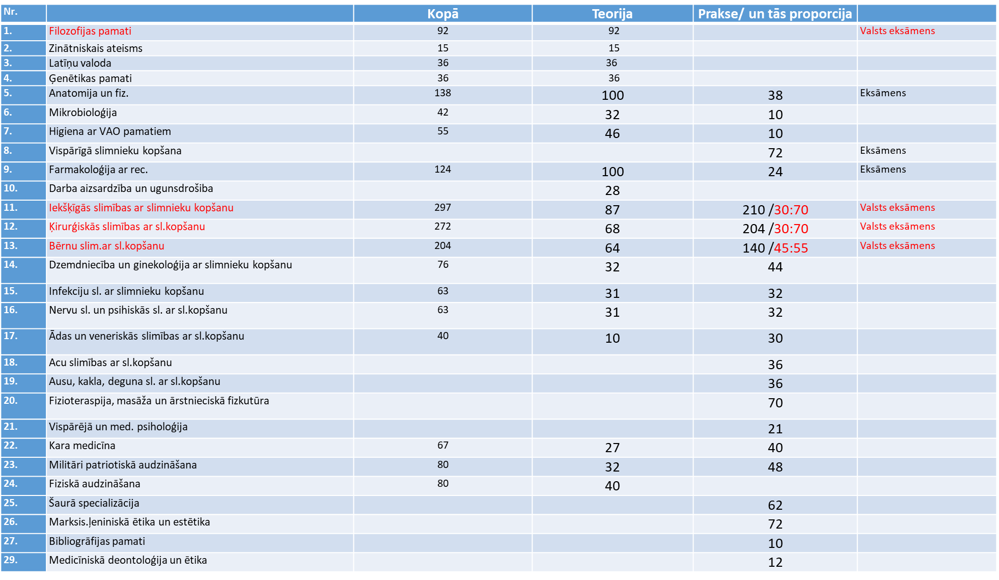 Nr. Kopā Teorija Prakse/ un tās proporcija
1. Filozofijas pamati 92 92 Valsts eksāmens
2. Zinātniskais ateisms 15 15
3. Latīņu valoda 36 36
4. Ģenētikas pamati 36 36
5. Anatomija un fiz. 138 100 38 Eksāmens
6. Mikrobioloģija 42 32 10
7. Higiena ar VAO pamatiem 55 46 10
8. Vispārīgā slimnieku kopšana 72 Eksāmens
9. Farmakoloģija ar rec. 124 100 24 Eksāmens
10. Darba aizsardzība un ugunsdrošiba 28
11. Iekšķīgās slimības ar slimnieku kopšanu 297 87 210 /30:70 Valsts eksāmens
12. Ķirurģiskās slimības ar sl.kopšanu 272 68 204 /30:70 Valsts eksāmens
13. Bērnu slim.ar sl.kopšanu 204 64 140 /45:55 Valsts eksāmens
14. Dzemdniecība un ginekoloģija ar slimnieku kopšanu 76 32 44
15. Infekciju sl. ar slimnieku kopšanu 63 31 32
16. Nervu sl. un psihiskās sl. ar sl.kopšanu 63 31 32
17. Ādas un veneriskās slimības ar sl.kopšanu 40 10 30
18. Acu slimības ar sl.kopšanu 36
19. Ausu, kakla, deguna sl. ar sl.kopšanu 36
20. Fizioteraspija, masāža un ārstnieciskā fizkutūra 70
21. Vispārējā un med. psiholoģija 21
22. Kara medicīna 67 27 40
23. Militāri patriotiskā audzināšana 80 32 48
24. Fiziskā audzināšana 80 40
25. Šaurā specializācija 62
26. Marksis.ļeniniskā ētika un estētika 72
27. Bibliogrāfijas pamati 10
29. Medicīniskā deontoloģija un ētika 12